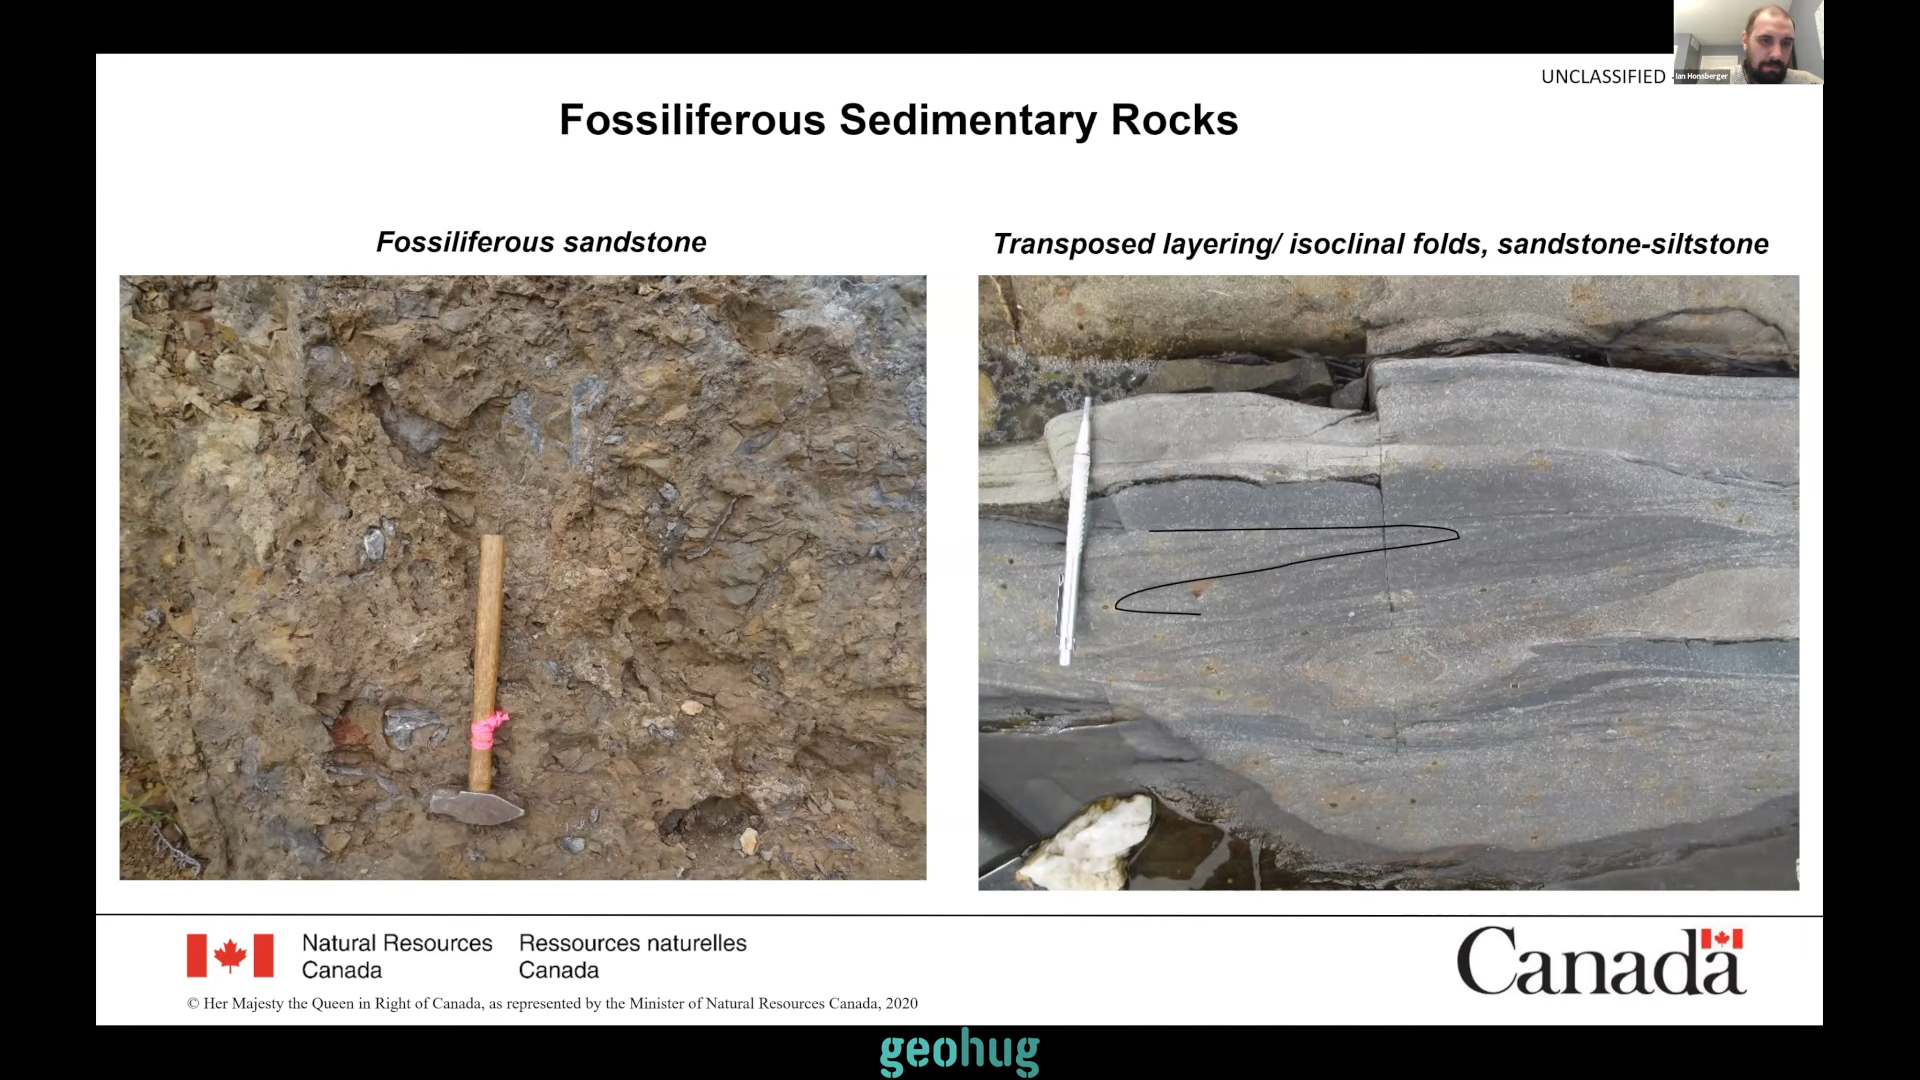 UNCLASSIFIED -
Ian Honsberger
Fossiliferous Sedimentary Rocks
Fossiliferous sandstone
Transposed layering/ isoclinal folds, sandstone-siltstone
Natural Resources
Canada
Ressources naturelles
Canada
Canada
© Her Majesty the Queen in Right of Canada, as represented by the Minister of Natural Resources Canada, 2020
geohug